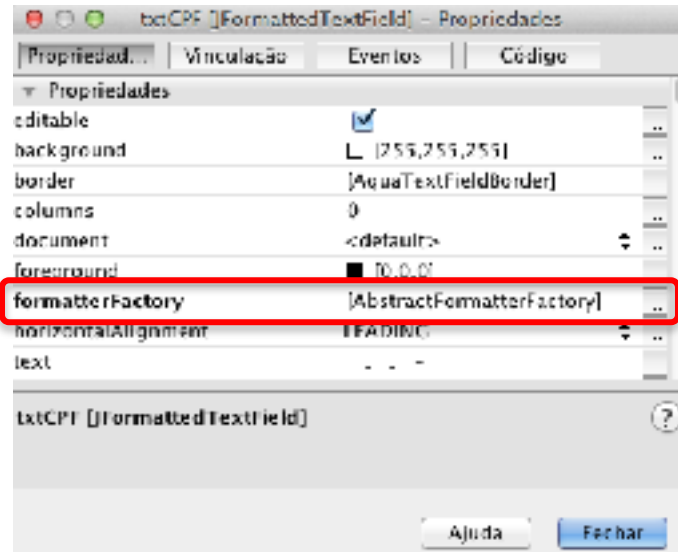 txtCPF [JFormattedTextField] - Propriedades
Propriedad... Vinculação Eventos Código
Propriedades
editable ..
background [255,255,255] ..
border [AquaTextFieldBorder]
columns 0 ..
document <default> ..
foreground [0,0,0]
formatterFactory [AbstractFormatterFactory] ..
horizontalAlignment LEADING ..
text . . -
txtCPF [JFormattedTextField]
?
Ajuda Fechar